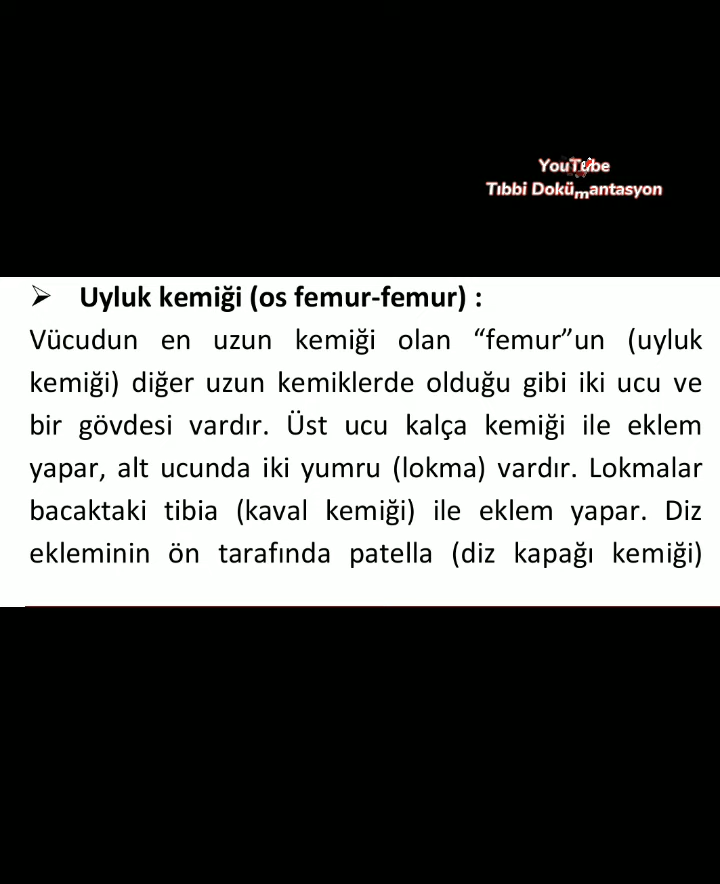 YouTube
Tıbbi Dokümantasyon
➢ Uyluk kemiği (os femur-femur) :
Vücudun en uzun kemiği olan “femur”un (uyluk
kemiği) diğer uzun kemiklerde olduğu gibi iki ucu ve
bir gövdesi vardır. Üst ucu kalça kemiği ile eklem
yapar, alt ucunda iki yumru (lokma) vardır. Lokmalar
bacaktaki tibia (kaval kemiği) ile eklem yapar. Diz
ekleminin ön tarafında patella (diz kapağı kemiği)